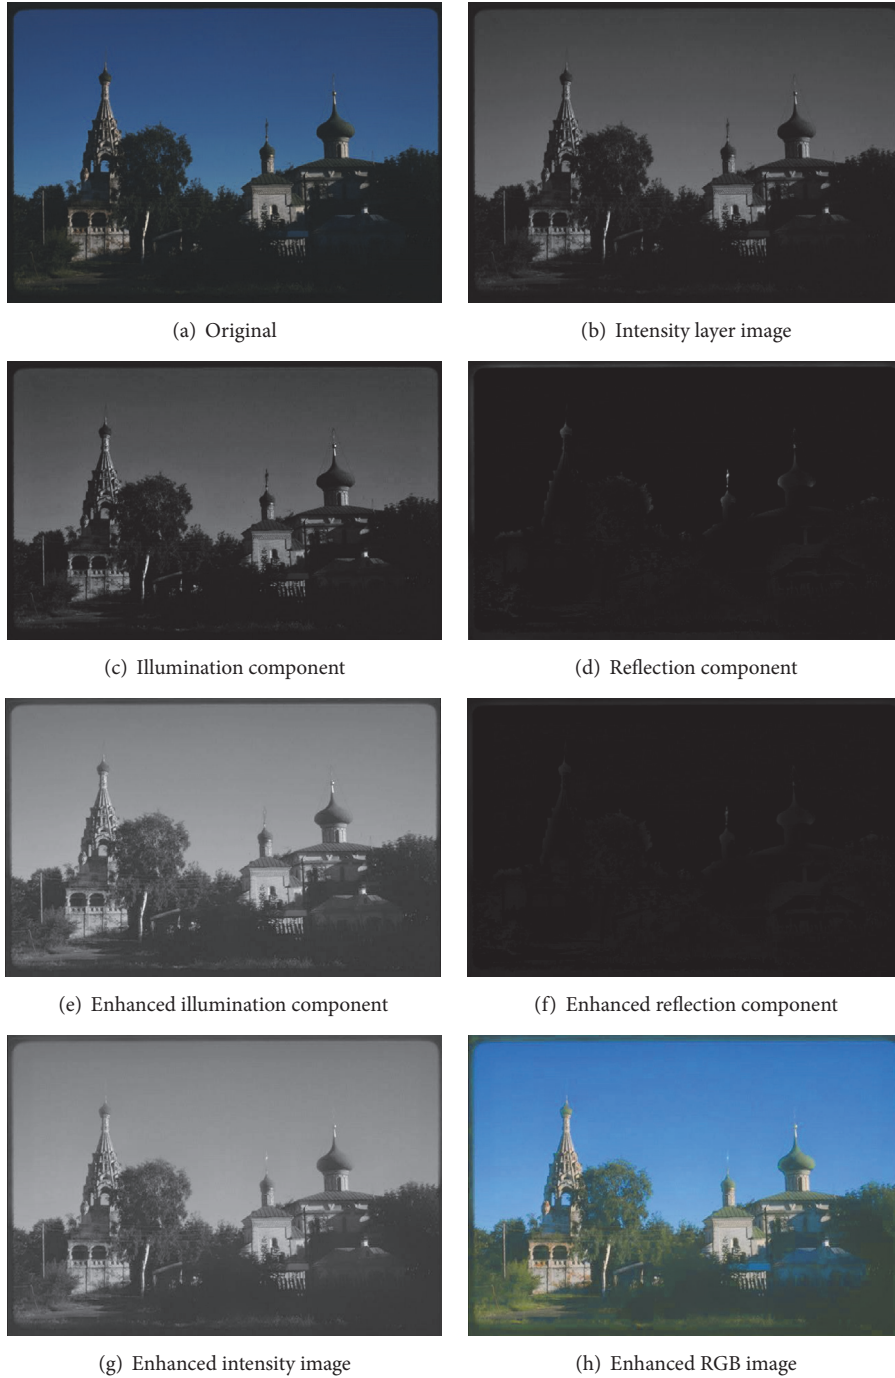 (a) Original
(b) Intensity layer image
(c) Illumination component
(d) Reflection component
(e) Enhanced illumination component
(f) Enhanced reflection component
(g) Enhanced intensity image
(h) Enhanced RGB image